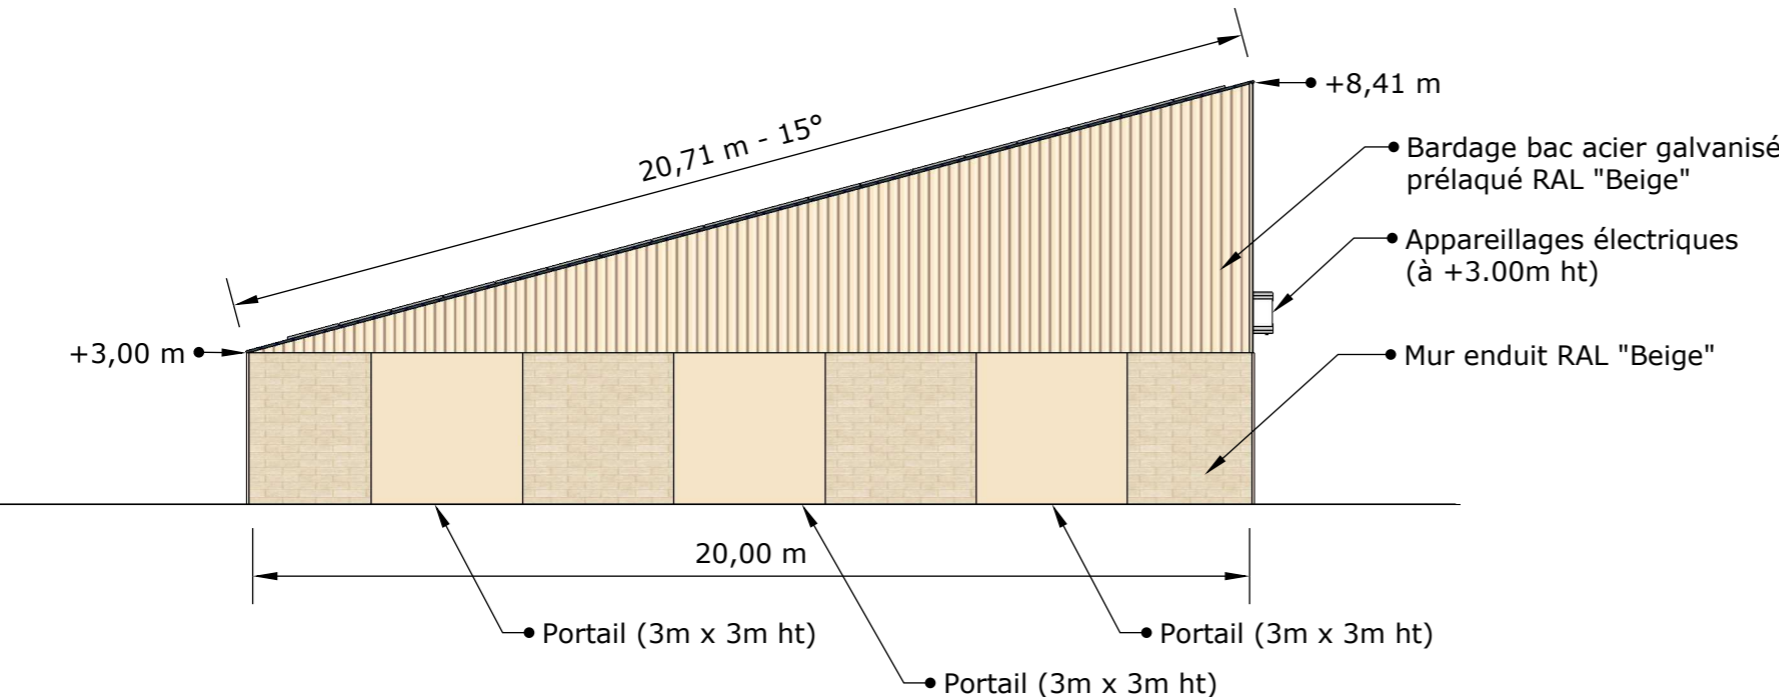 +8,41 m
20,71 m - 15°
Bardage bac acier galvanisé
prélaqué RAL "Beige"
Appareillages électriques
(à +3.00m ht)
+3,00 m
Mur enduit RAL "Beige"
20,00 m
Portail (3m x 3m ht)
Portail (3m x 3m ht)
Portail (3m x 3m ht)